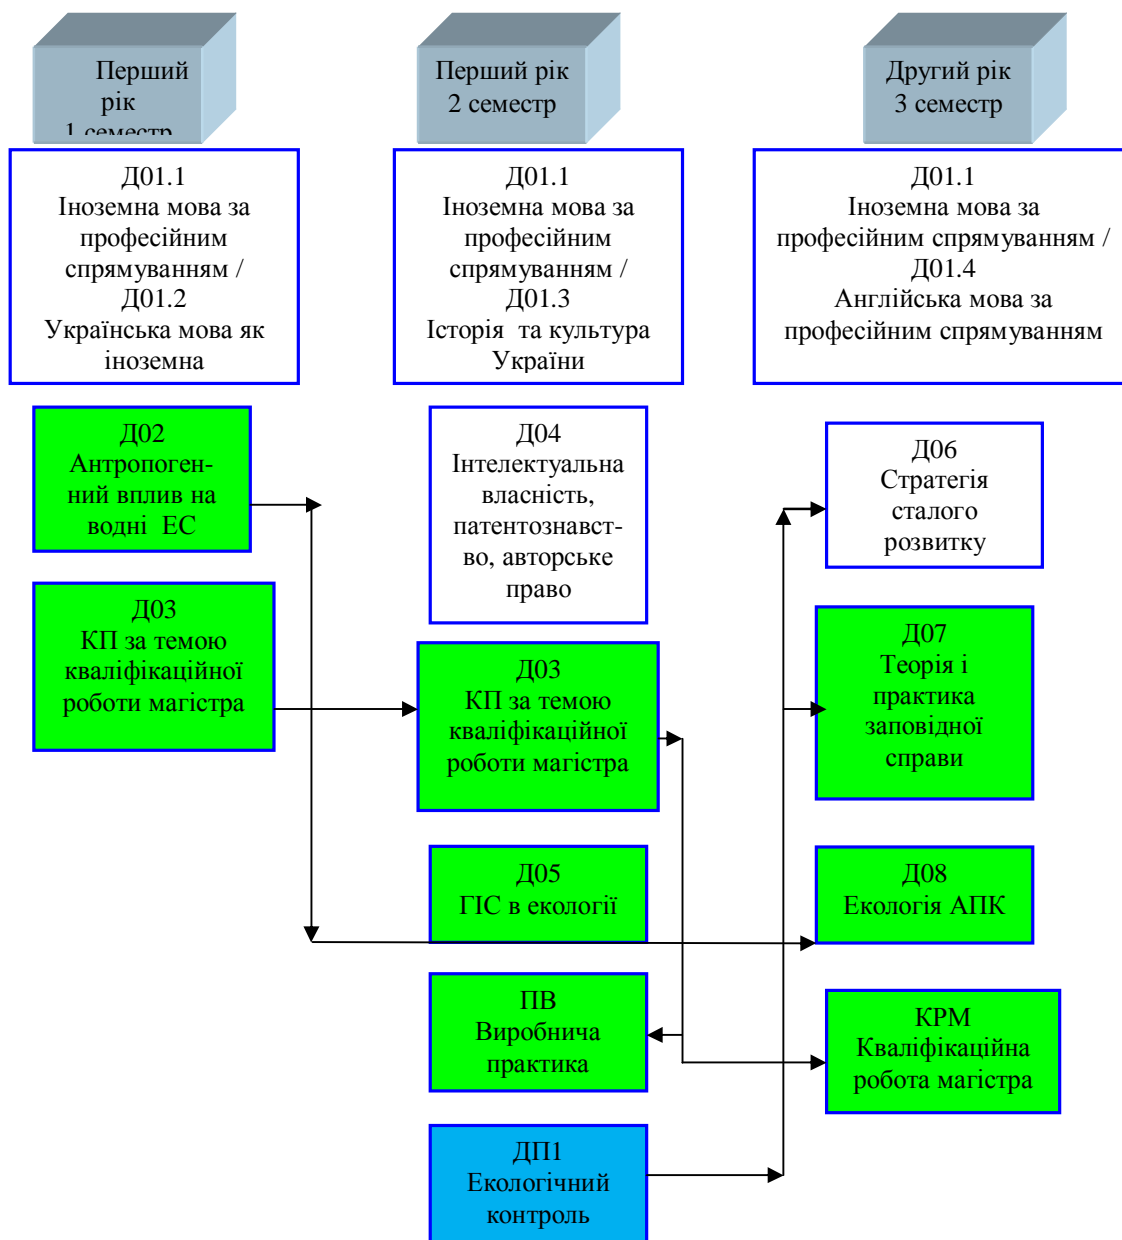 Перший
рік
1 семестр
Перший рік
2 семестр
Другий рік
3 семестр
Д01.1
Іноземна мова за
професійним
спрямуванням /
Д01.2
Українська мова як
іноземна
Д01.1
Іноземна мова за
професійним
спрямуванням /
Д01.3
Історія та культура
України
Д01.1
Іноземна мова за
професійним спрямуванням /
Д01.4
Англійська мова за
професійним спрямуванням
Д02
Антропоген-
ний вплив на
водні ЕС
Д04
Інтелектуальна
власність,
патентознавст-
во, авторське
право
Д06
Стратегія
сталого
розвитку
Д03
КП за темою
кваліфікаційної
роботи магістра
Д03
КП за темою
кваліфікаційної
роботи магістра
Д07
Теорія і
практика
заповідної
справи
Д05
ГІС в екології
Д08
Екологія АПК
ПВ
Виробнича
практика
КРМ
Кваліфікаційна
робота магістра
ДП1
Екологічний
контроль